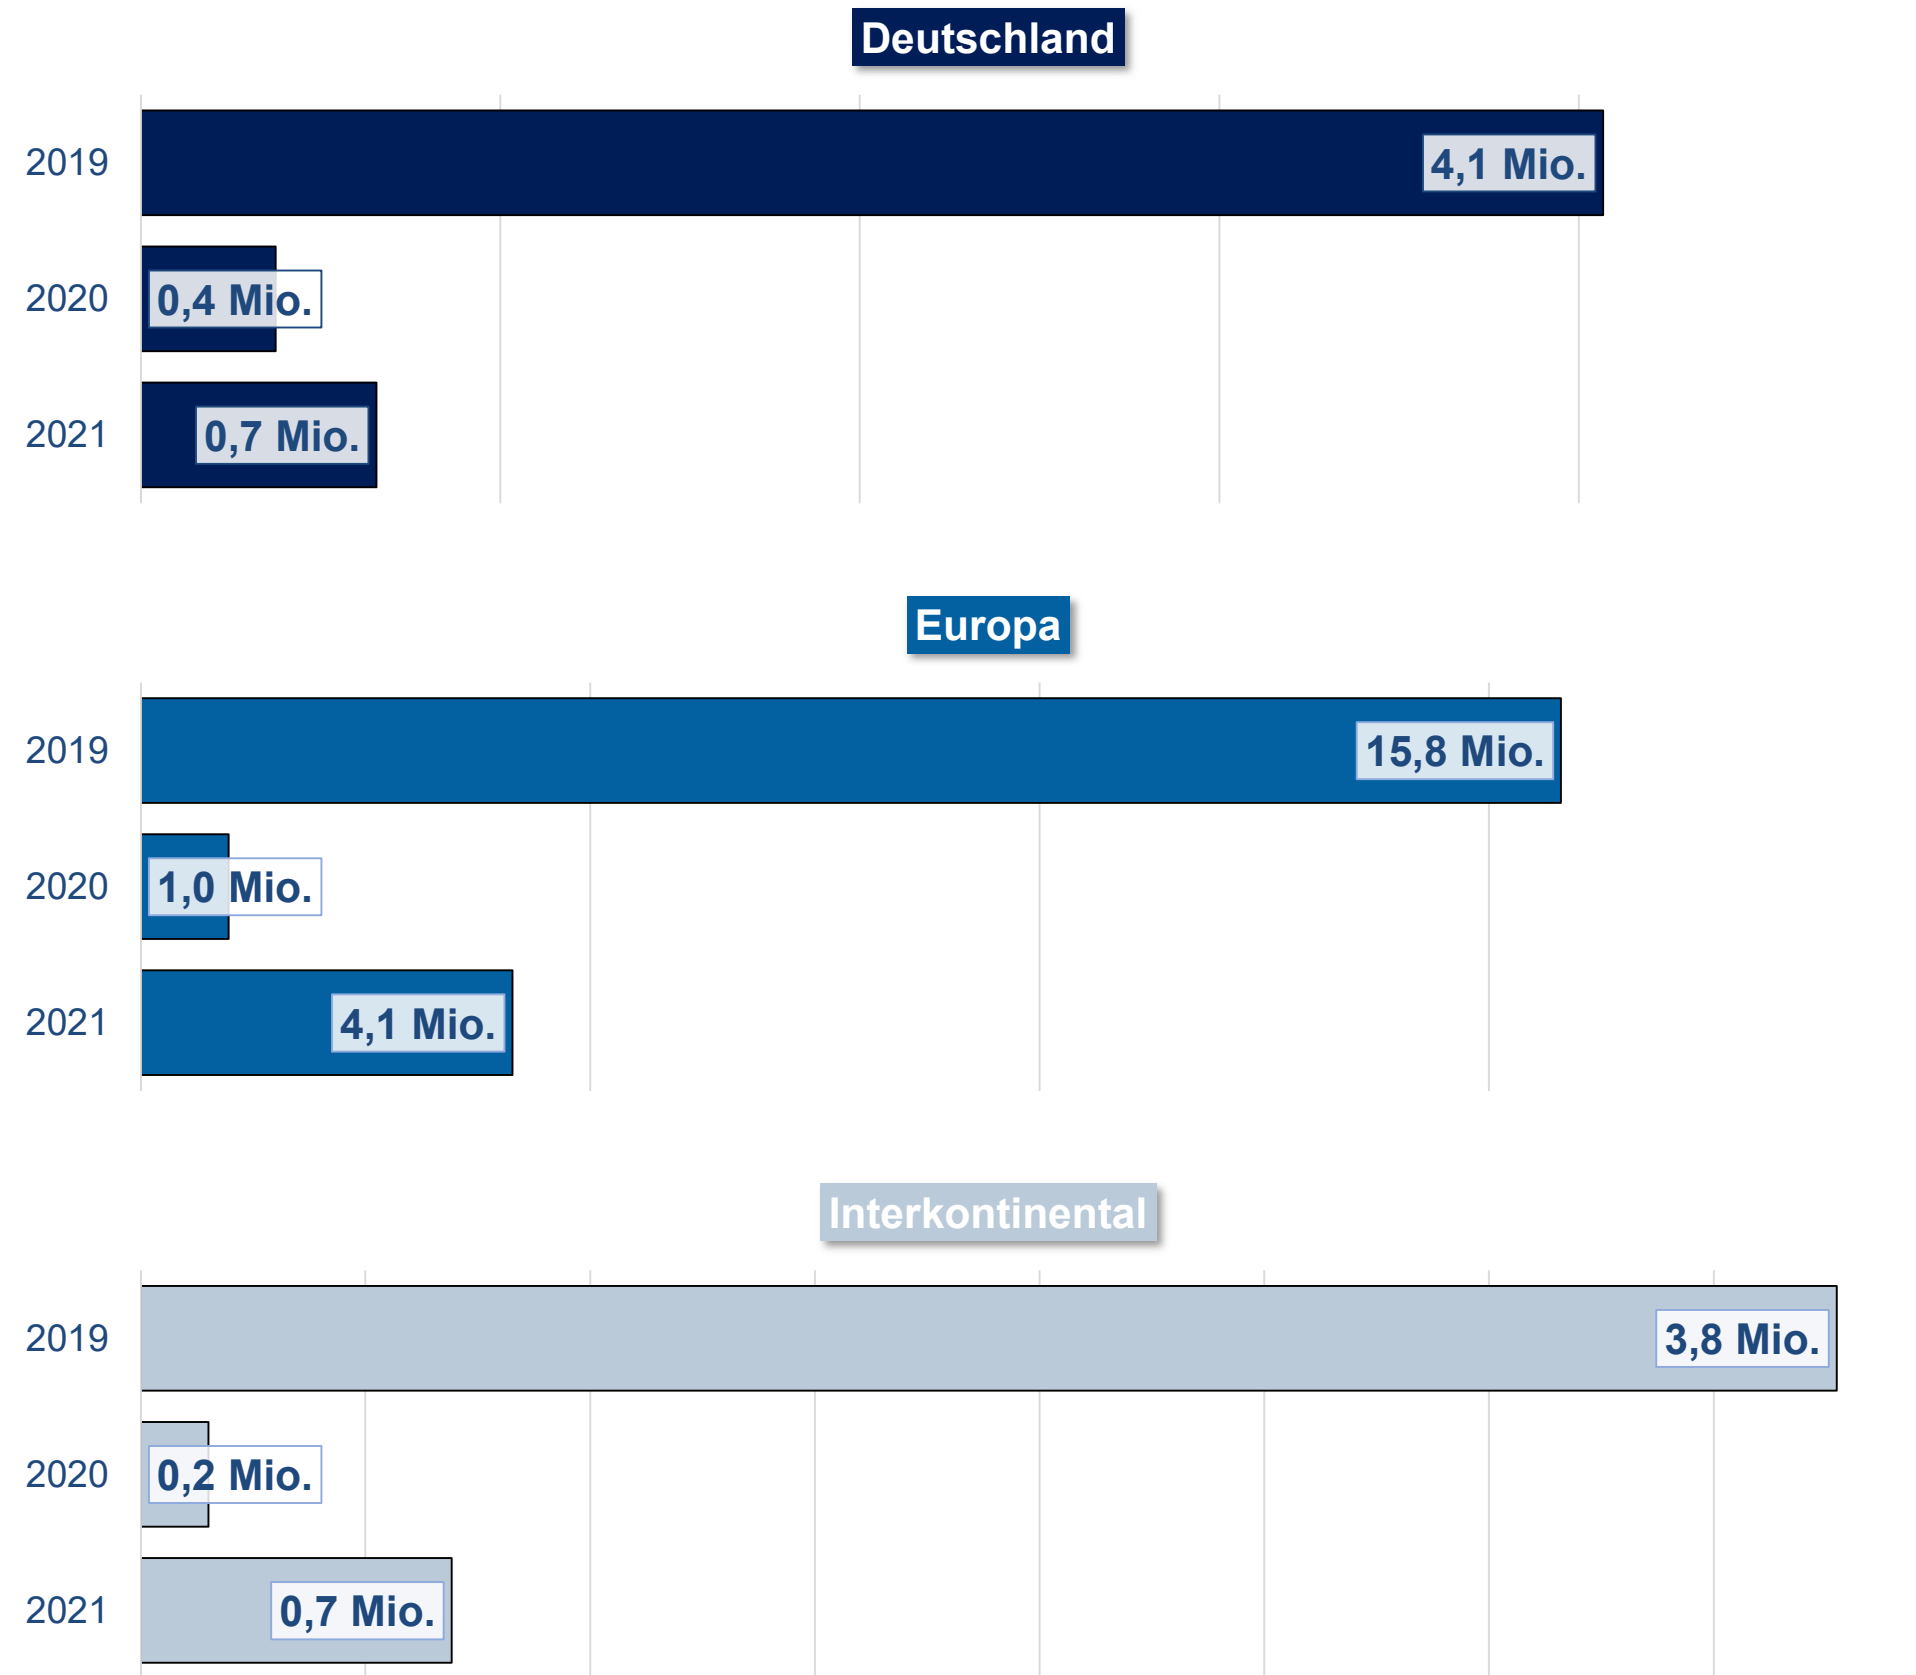 Deutschland
2019
4,1 Mio.
2020
0,4 Mio.
2021
0,7 Mio.
Europa
2019
15,8 Mio.
2020
1,0 Mio.
2021
4,1 Mio.
Interkontinental
2019
3,8 Mio.
2020
0,2 Mio.
2021
0,7 Mio.